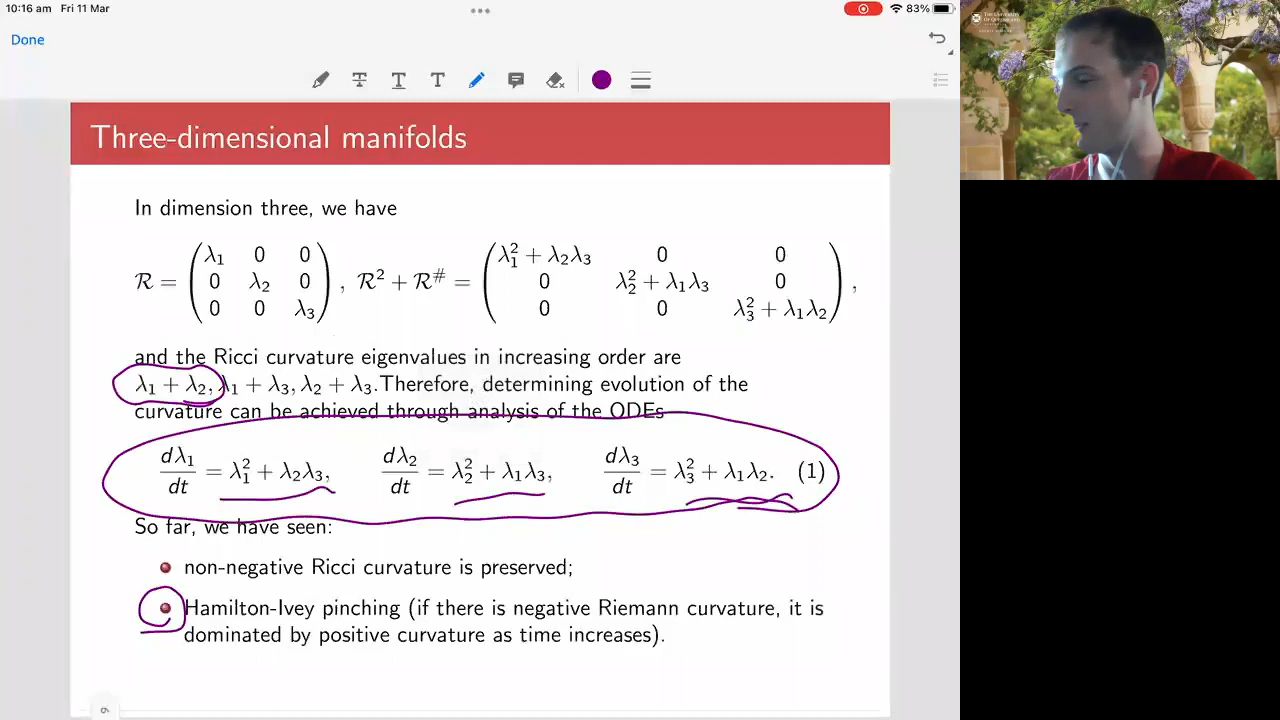 10:16 am Fri 11 Mar
83%
Done
T T T
THE UNIVERSITY
OF QUEENSLAND
Three-dimensional manifolds
In dimension three, we have
ℛ = (λ₁ 0 0; 0 λ₂ 0; 0 0 λ₃), ℛ² + ℛ^# = (λ₁² + λ₂λ₃ 0 0; 0 λ₂² + λ₁λ₃ 0; 0 0 λ₃² + λ₁λ₂),
and the Ricci curvature eigenvalues in increasing order are
λ₁ + λ₂, λ₁ + λ₃, λ₂ + λ₃.Therefore, determining evolution of the
curvature can be achieved through analysis of the ODEs
dλ₁/dt = λ₁² + λ₂λ₃, dλ₂/dt = λ₂² + λ₁λ₃, dλ₃/dt = λ₃² + λ₁λ₂. (1)
So far, we have seen:
non-negative Ricci curvature is preserved;
Hamilton-Ivey pinching (if there is negative Riemann curvature, it is
dominated by positive curvature as time increases).